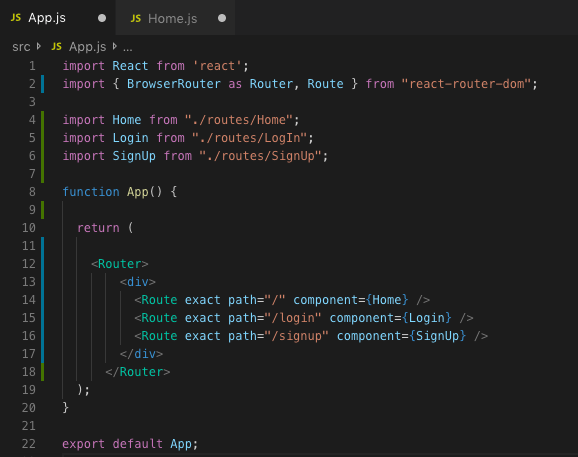 JS App.js JS Home.js
src JS App.js ...
1 import React from 'react';
2 import { BrowserRouter as Router, Route } from "react-router-dom";
3
4 import Home from "./routes/Home";
5 import Login from "./routes/LogIn";
6 import SignUp from "./routes/SignUp";
7
8 function App() {
9
10 return (
11
12 <Router>
13 <div>
14 <Route exact path="/" component={Home} />
15 <Route exact path="/login" component={Login} />
16 <Route exact path="/signup" component={SignUp} />
17 </div>
18 </Router>
19 );
20 }
21
22 export default App;